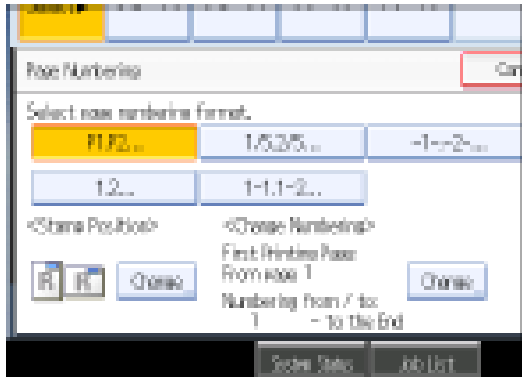 Page Numbering
Select page numbering format.
P1,P2... 1/5,2/5... -1-,-2-...
1,2... 1-1,1-2...
<Stamp Position> <Change Numbering>
First Printing Page
From page 1
Change Change
Numbering from / to:
1 - to the End
System Status Job List